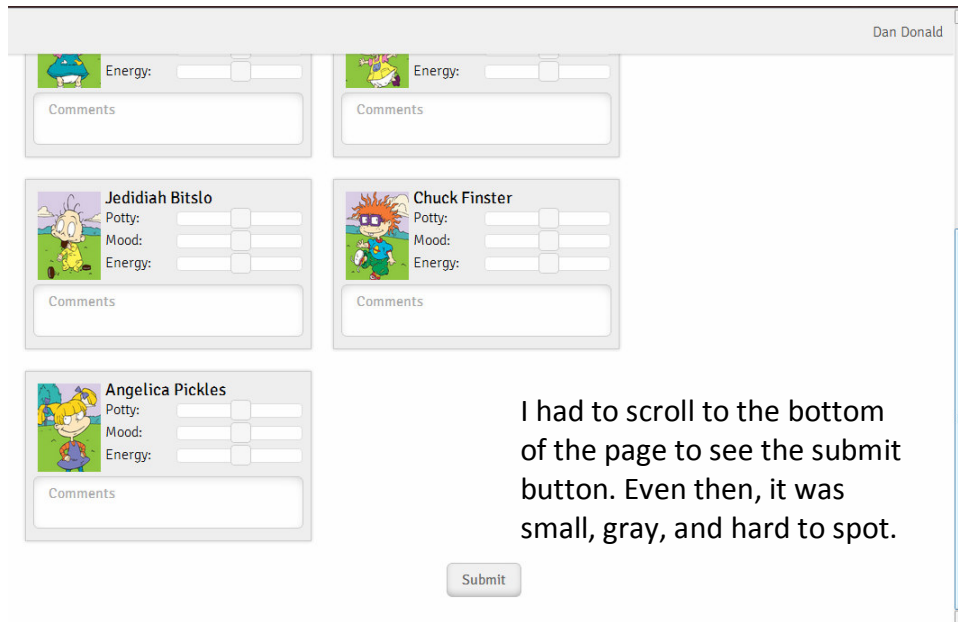 Dan Donald
Energy:
Energy:
Comments
Comments
Jedidiah Bitslo
Potty:
Mood:
Energy:
Comments
Chuck Finster
Potty:
Mood:
Energy:
Comments
Angelica Pickles
Potty:
Mood:
Energy:
Comments
I had to scroll to the bottom
of the page to see the submit
button. Even then, it was
small, gray, and hard to spot.
Submit